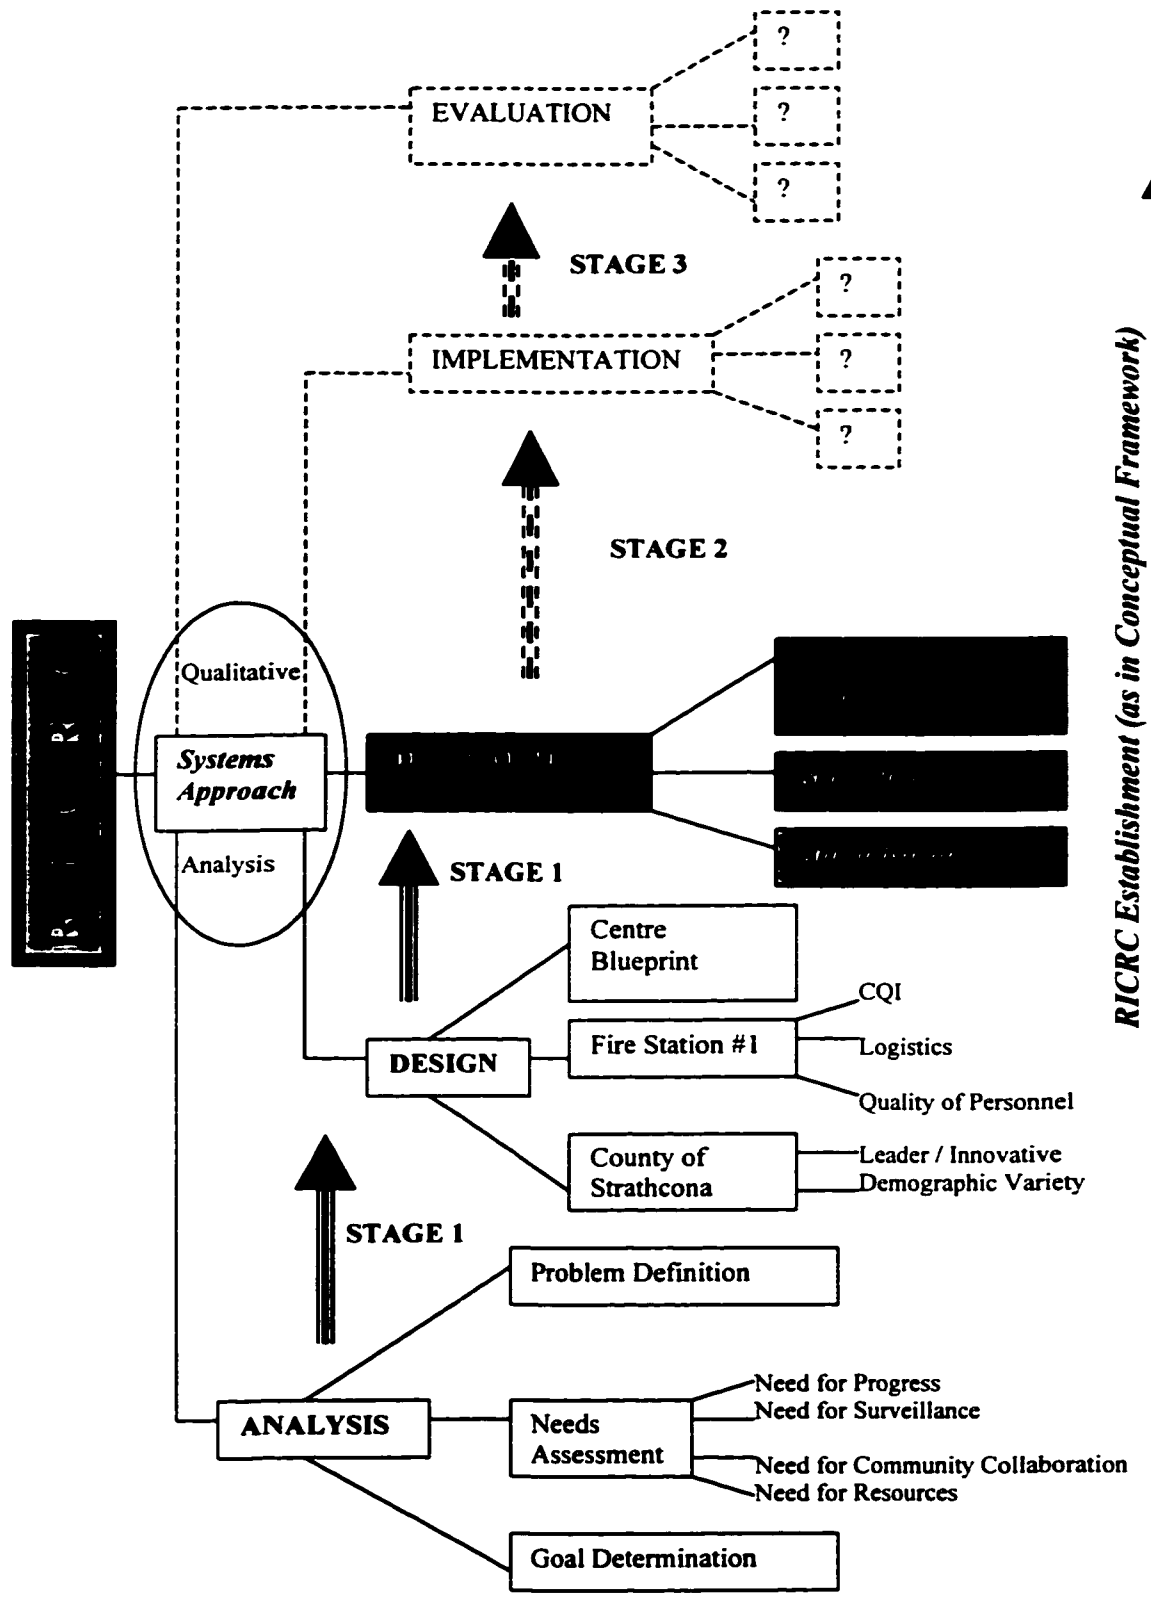 ?
EVALUATION
?
?
STAGE 3
?
IMPLEMENTATION
?
?
STAGE 2
Qualitative
Systems
Approach
Analysis
STAGE 1
Centre
Blueprint
CQI
Fire Station #1
Logistics
DESIGN
Quality of Personnel
County of
Strathcona
Leader / Innovative
Demographic Variety
STAGE 1
Problem Definition
ANALYSIS
Needs
Assessment
Need for Progress
Need for Surveillance
Need for Community Collaboration
Need for Resources
Goal Determination
RICRC Establishment (as in Conceptual Framework)